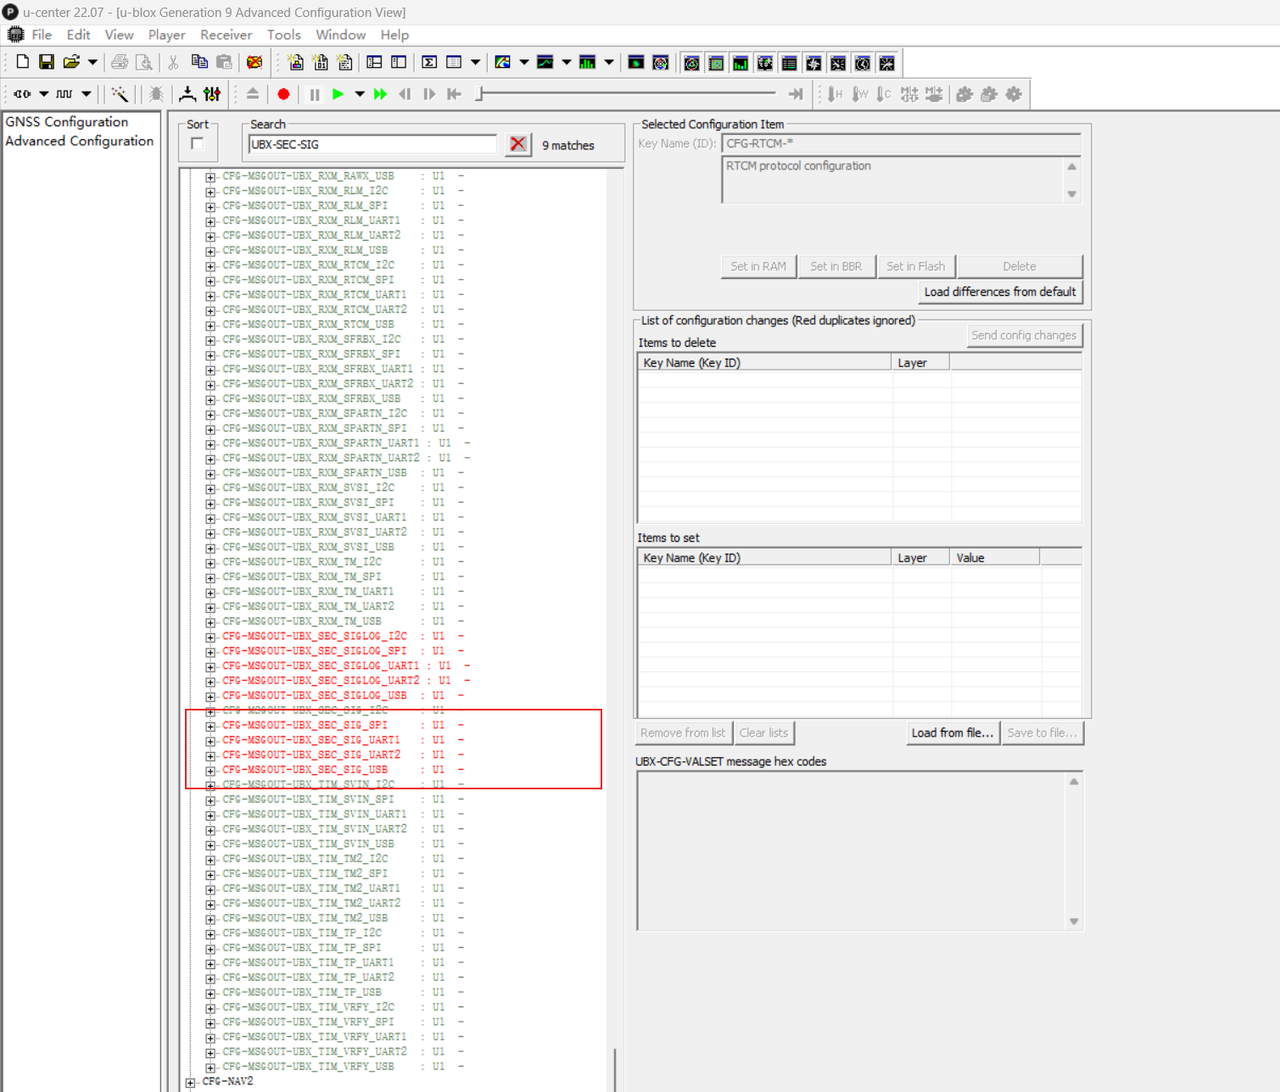 u-center 22.07 - [u-blox Generation 9 Advanced Configuration View]
File Edit View Player Receiver Tools Window Help
GNSS Configuration
Advanced Configuration
Sort
Search
UBX-SEC-SIG
9 matches
CFG-MSGOUT-UBX_RXM_RAWX_USB : U1 -
CFG-MSGOUT-UBX_RXM_RLM_I2C : U1 -
CFG-MSGOUT-UBX_RXM_RLM_SPI : U1 -
CFG-MSGOUT-UBX_RXM_RLM_UART1 : U1 -
CFG-MSGOUT-UBX_RXM_RLM_UART2 : U1 -
CFG-MSGOUT-UBX_RXM_RLM_USB : U1 -
CFG-MSGOUT-UBX_RXM_RTCM_I2C : U1 -
CFG-MSGOUT-UBX_RXM_RTCM_SPI : U1 -
CFG-MSGOUT-UBX_RXM_RTCM_UART1 : U1 -
CFG-MSGOUT-UBX_RXM_RTCM_UART2 : U1 -
CFG-MSGOUT-UBX_RXM_RTCM_USB : U1 -
CFG-MSGOUT-UBX_RXM_SFRBX_I2C : U1 -
CFG-MSGOUT-UBX_RXM_SFRBX_SPI : U1 -
CFG-MSGOUT-UBX_RXM_SFRBX_UART1 : U1 -
CFG-MSGOUT-UBX_RXM_SFRBX_UART2 : U1 -
CFG-MSGOUT-UBX_RXM_SFRBX_USB : U1 -
CFG-MSGOUT-UBX_RXM_SPARTN_I2C : U1 -
CFG-MSGOUT-UBX_RXM_SPARTN_SPI : U1 -
CFG-MSGOUT-UBX_RXM_SPARTN_UART1 : U1 -
CFG-MSGOUT-UBX_RXM_SPARTN_UART2 : U1 -
CFG-MSGOUT-UBX_RXM_SPARTN_USB : U1 -
CFG-MSGOUT-UBX_RXM_SVSI_I2C : U1 -
CFG-MSGOUT-UBX_RXM_SVSI_SPI : U1 -
CFG-MSGOUT-UBX_RXM_SVSI_UART1 : U1 -
CFG-MSGOUT-UBX_RXM_SVSI_UART2 : U1 -
CFG-MSGOUT-UBX_RXM_SVSI_USB : U1 -
CFG-MSGOUT-UBX_RXM_TM_I2C : U1 -
CFG-MSGOUT-UBX_RXM_TM_SPI : U1 -
CFG-MSGOUT-UBX_RXM_TM_UART1 : U1 -
CFG-MSGOUT-UBX_RXM_TM_UART2 : U1 -
CFG-MSGOUT-UBX_RXM_TM_USB : U1 -
CFG-MSGOUT-UBX_SEC_SIGLOG_I2C : U1 -
CFG-MSGOUT-UBX_SEC_SIGLOG_SPI : U1 -
CFG-MSGOUT-UBX_SEC_SIGLOG_UART1 : U1 -
CFG-MSGOUT-UBX_SEC_SIGLOG_UART2 : U1 -
CFG-MSGOUT-UBX_SEC_SIGLOG_USB : U1 -
CFG-MSGOUT-UBX_SEC_SIG_I2C : U1 -
CFG-MSGOUT-UBX_SEC_SIG_SPI : U1 -
CFG-MSGOUT-UBX_SEC_SIG_UART1 : U1 -
CFG-MSGOUT-UBX_SEC_SIG_UART2 : U1 -
CFG-MSGOUT-UBX_SEC_SIG_USB : U1 -
CFG-MSGOUT-UBX_TIM_SVIN_I2C : U1 -
CFG-MSGOUT-UBX_TIM_SVIN_SPI : U1 -
CFG-MSGOUT-UBX_TIM_SVIN_UART1 : U1 -
CFG-MSGOUT-UBX_TIM_SVIN_UART2 : U1 -
CFG-MSGOUT-UBX_TIM_SVIN_USB : U1 -
CFG-MSGOUT-UBX_TIM_TM2_I2C : U1 -
CFG-MSGOUT-UBX_TIM_TM2_SPI : U1 -
CFG-MSGOUT-UBX_TIM_TM2_UART1 : U1 -
CFG-MSGOUT-UBX_TIM_TM2_UART2 : U1 -
CFG-MSGOUT-UBX_TIM_TM2_USB : U1 -
CFG-MSGOUT-UBX_TIM_TP_I2C : U1 -
CFG-MSGOUT-UBX_TIM_TP_SPI : U1 -
CFG-MSGOUT-UBX_TIM_TP_UART1 : U1 -
CFG-MSGOUT-UBX_TIM_TP_UART2 : U1 -
CFG-MSGOUT-UBX_TIM_TP_USB : U1 -
CFG-MSGOUT-UBX_TIM_VRFY_I2C : U1 -
CFG-MSGOUT-UBX_TIM_VRFY_SPI : U1 -
CFG-MSGOUT-UBX_TIM_VRFY_UART1 : U1 -
CFG-MSGOUT-UBX_TIM_VRFY_UART2 : U1 -
CFG-MSGOUT-UBX_TIM_VRFY_USB : U1 -
CFG-NAV2
Selected Configuration Item
Key Name (ID): CFG-RTCM-*
RTCM protocol configuration
Set in RAM Set in BBR Set in Flash Delete
Load differences from default
List of configuration changes (Red duplicates ignored)
Send config changes
Items to delete
Key Name (Key ID) Layer
Items to set
Key Name (Key ID) Layer Value
Remove from list Clear lists Load from file... Save to file...
UBX-CFG-VALSET message hex codes